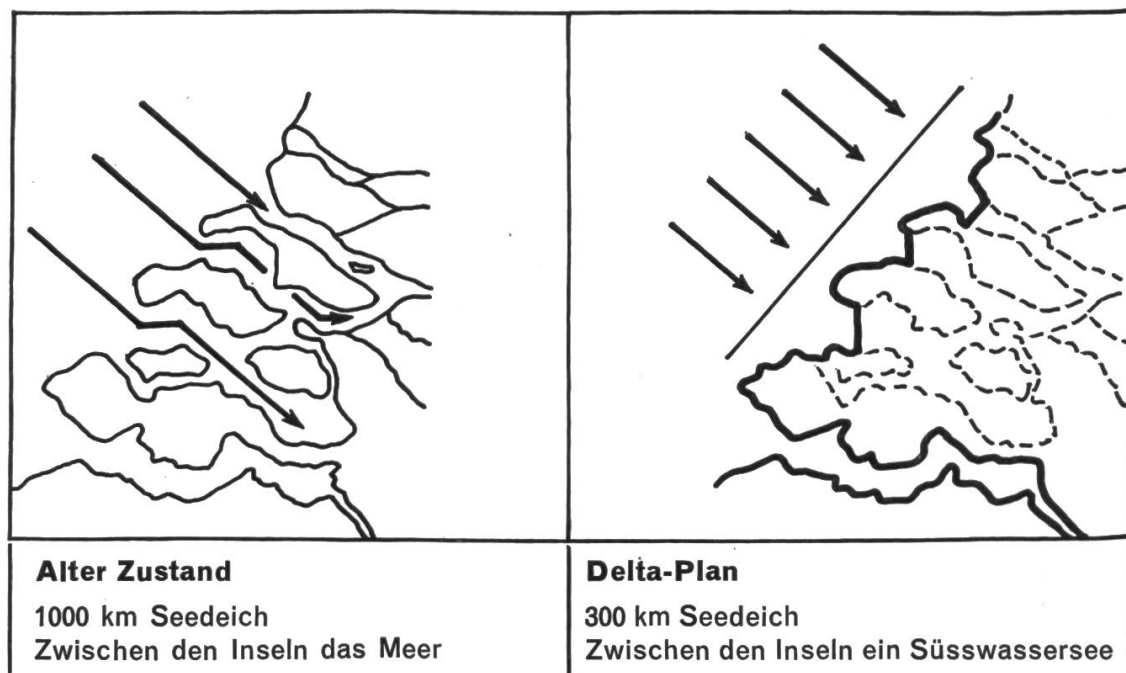 Alter Zustand
1000 km Seedeich
Zwischen den Inseln das Meer
Delta-Plan
300 km Seedeich
Zwischen den Inseln ein Süsswassersee